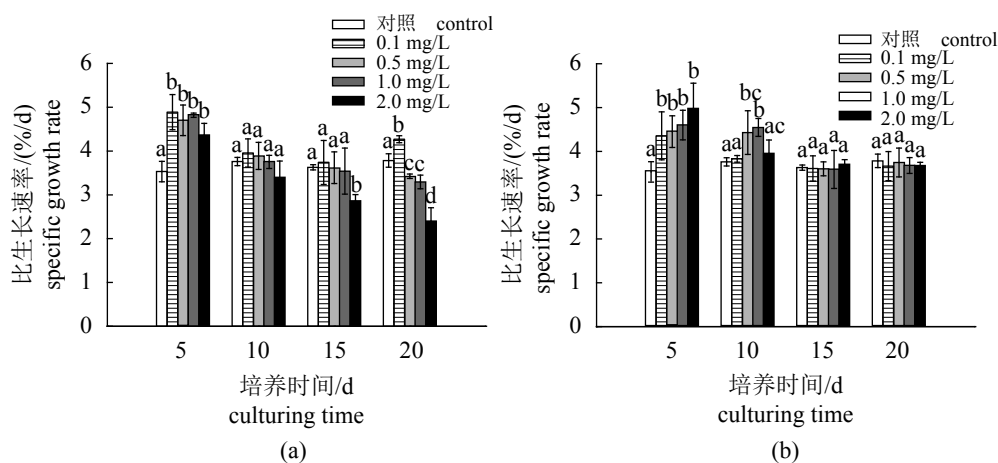 对照 control
0.1 mg/L
0.5 mg/L
1.0 mg/L
2.0 mg/L
比生长速率/(%/d)
specific growth rate
6
5
4
3
2
1
0
a b b b b
a a a a a
a a a a b
a b c c d
5 10 15 20
培养时间/d
culturing time
(a)
对照 control
0.1 mg/L
0.5 mg/L
1.0 mg/L
2.0 mg/L
比生长速率/(%/d)
specific growth rate
6
5
4
3
2
1
0
a b b b b
a a bc b ac
a a a a a
a a a a a
5 10 15 20
培养时间/d
culturing time
(b)